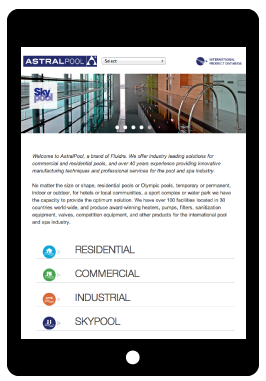 ASTRALPOOL
Select
INTERNATIONAL
PRODUCT DATABASE
Sky
pool
Welcome to AstralPool, a brand of Fluidra. We offer industry leading solutions for
commercial and residential pools, and over 40 years experience providing innovative
manufacturing techniques and professional services for the pool and spa industry.
No matter the size or shape, residential pools or Olympic pools, temporary or permanent,
indoor or outdoor, for hotels or local communities, a sport complex or water park we have
the capacity to provide the optimum solution. We have over 100 facilities located in 30
countries world-wide, and produce award-winning heaters, pumps, filters, sanitization
equipment, valves, competition equipment, and other products for the international pool
and spa industry.
RESIDENTIAL
COMMERCIAL
INDUSTRIAL
SKYPOOL